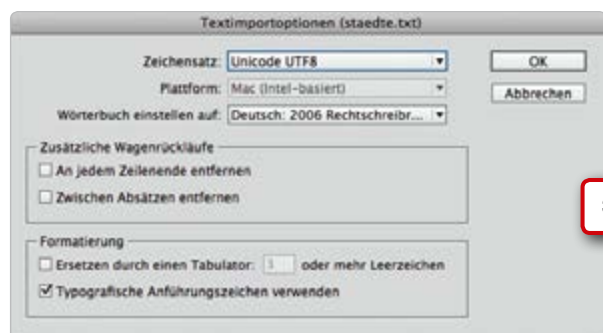 Textimportoptionen (staedte.txt)
Zeichensatz: Unicode UTF8
OK
Plattform: Mac (Intel-basiert)
Abbrechen
Wörterbuch einstellen auf: Deutsch: 2006 Rechtschreibr...
Zusätzliche Wagenrückläufe
An jedem Zeilenende entfernen
Zwischen Absätzen entfernen
Formatierung
Ersetzen durch einen Tabulator: 3 oder mehr Leerzeichen
Typografische Anführungszeichen verwenden